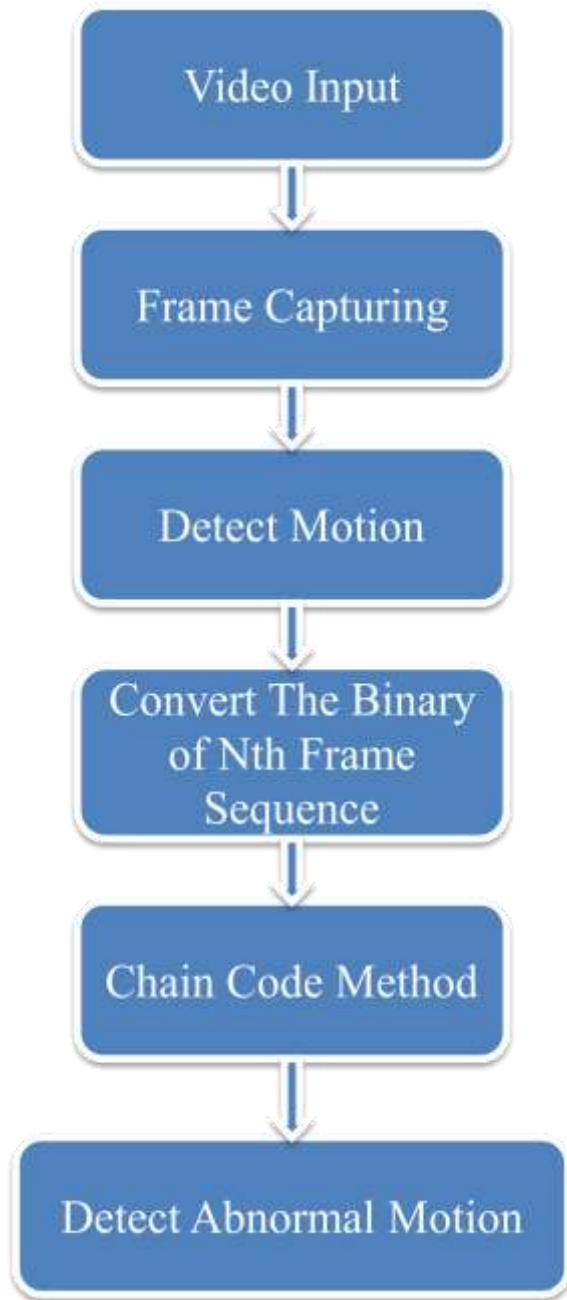 Video Input
Frame Capturing
Detect Motion
Convert The Binary
of Nth Frame
Sequence
Chain Code Method
Detect Abnormal Motion